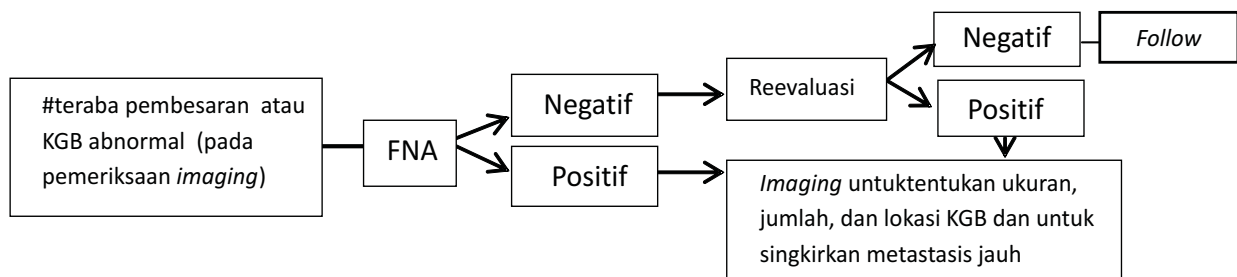 #teraba pembesaran atau
KGB abnormal (pada
pemeriksaan imaging)
FNA
Negatif
Positif
Reevaluasi
Negatif
Follow
Positif
Imaging untuktentukan ukuran,
jumlah, dan lokasi KGB dan untuk
singkirkan metastasis jauh